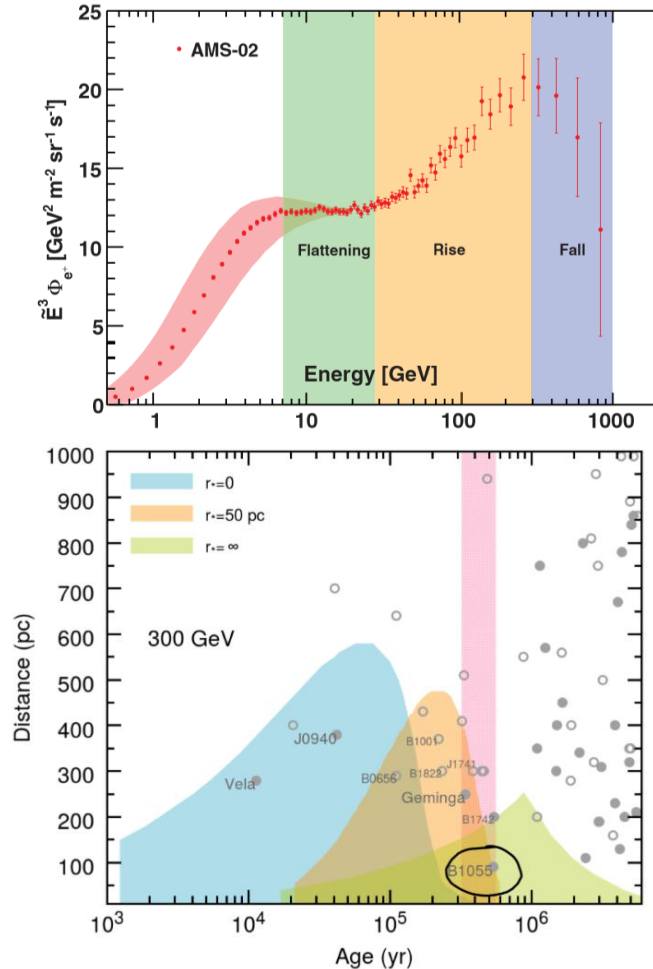 25
20
15
10
5
0
AMS-02
Ẽ³ Φe⁺ [GeV² m⁻² sr⁻¹ s⁻¹]
Flattening
Rise
Fall
Energy [GeV]
1
10
100
1000
1000
900
800
700
600
500
400
300
200
100
Distance (pc)
r*=0
r*=50 pc
r*= ∞
300 GeV
J0940
B1001
Vela
B0656
B1822
J1741
Geminga
B1742
B1055
10³
10⁴
10⁵
10⁶
Age (yr)